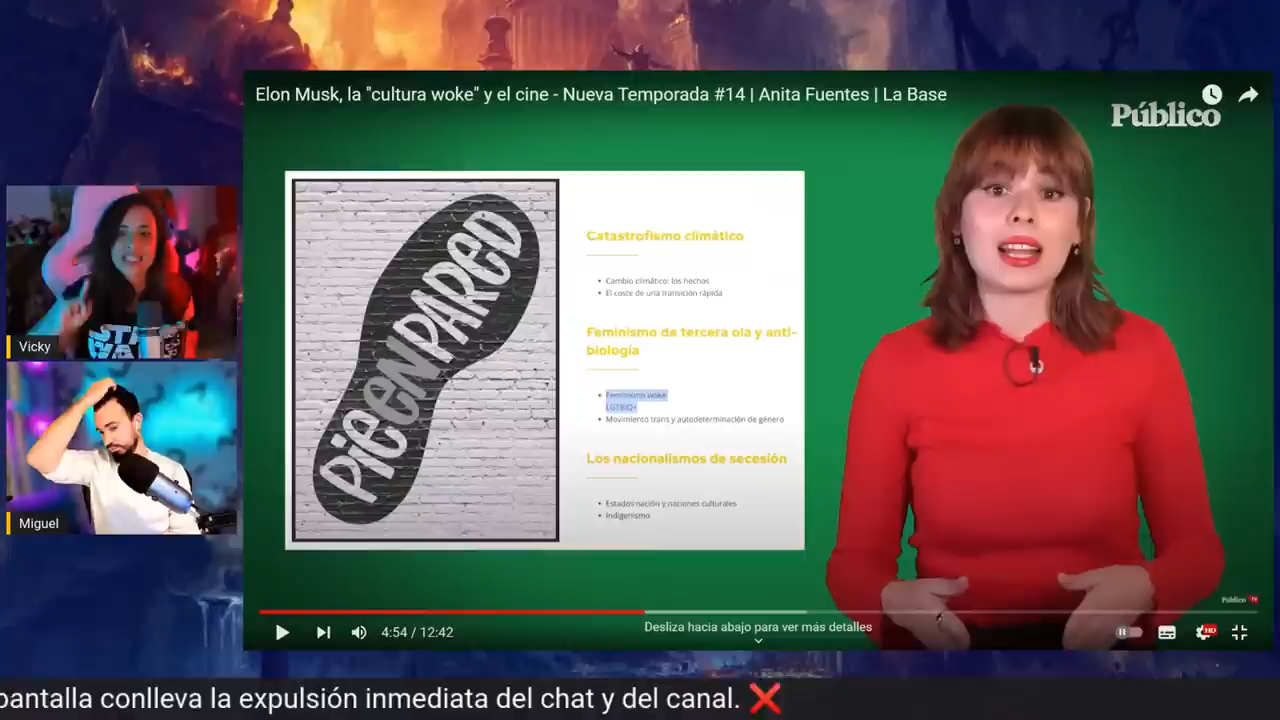 Elon Musk, la "cultura woke" y el cine - Nueva Temporada #14 | Anita Fuentes | La Base
Público
PiEENPARED
Catastrofismo climático
Cambio climático: los hechos
El coste de una transición rápida
Feminismo de tercera ola y anti-
biología
Feminismo woke
LGTBIQ+
Movimiento trans y autodeterminación de género
Los nacionalismos de secesión
Estados nación y naciones culturales
Indigenismo
Vicky
Miguel
Público TV
4:54 / 12:42
Desliza hacia abajo para ver más detalles
HD
pantalla conlleva la expulsión inmediata del chat y del canal. ❌